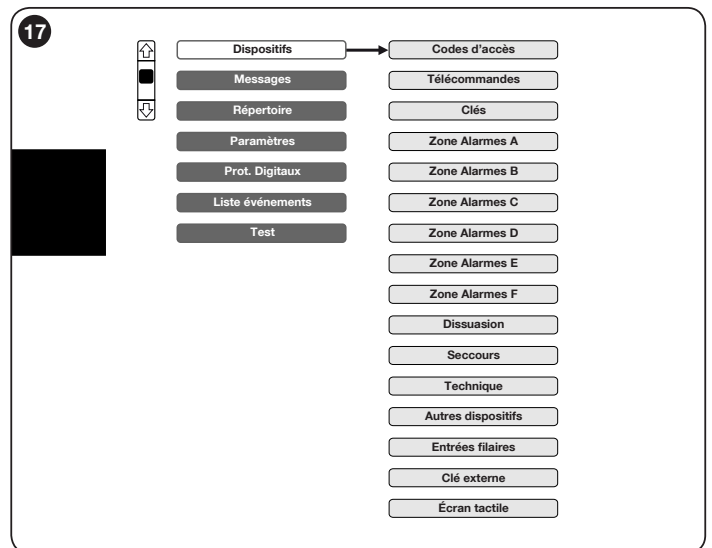 17
Dispositifs
Messages
Répertoire
Paramètres
Prot. Digitaux
Liste événements
Test
Codes d'accès
Télécommandes
Clés
Zone Alarmes A
Zone Alarmes B
Zone Alarmes C
Zone Alarmes D
Zone Alarmes E
Zone Alarmes F
Dissuasion
Seccours
Technique
Autres dispositifs
Entrées filaires
Clé externe
Écran tactile